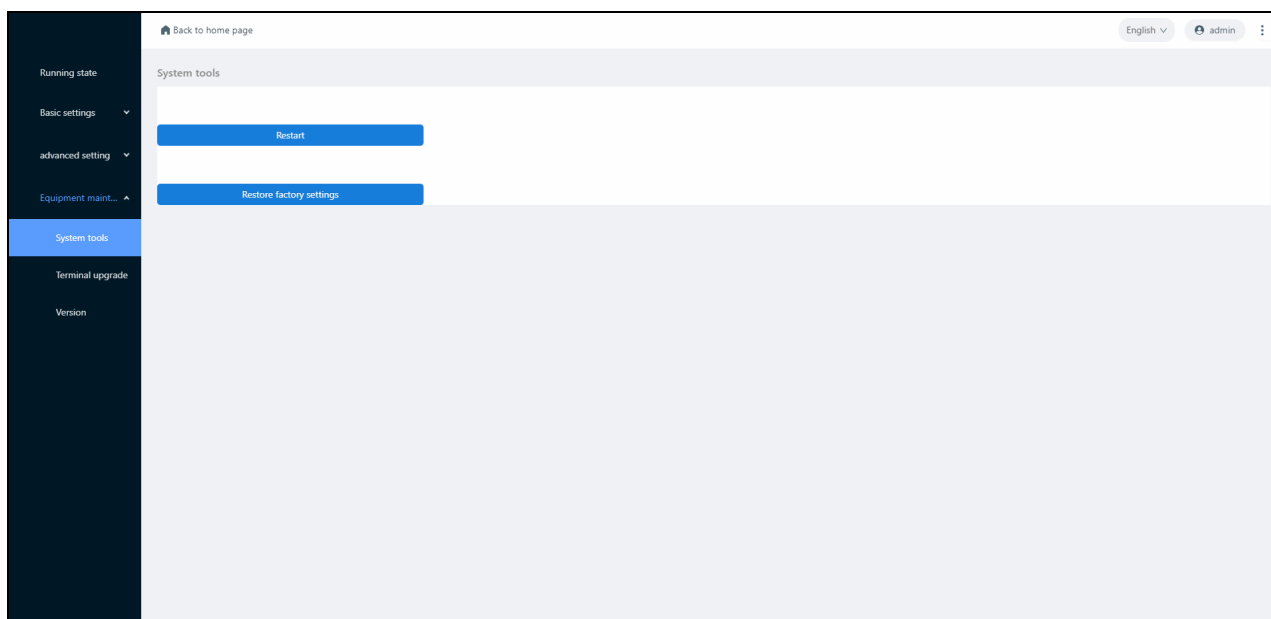 Back to home page
English
admin
Running state
Basic settings
advanced setting
Equipment maint...
System tools
Terminal upgrade
Version
System tools
Restart
Restore factory settings